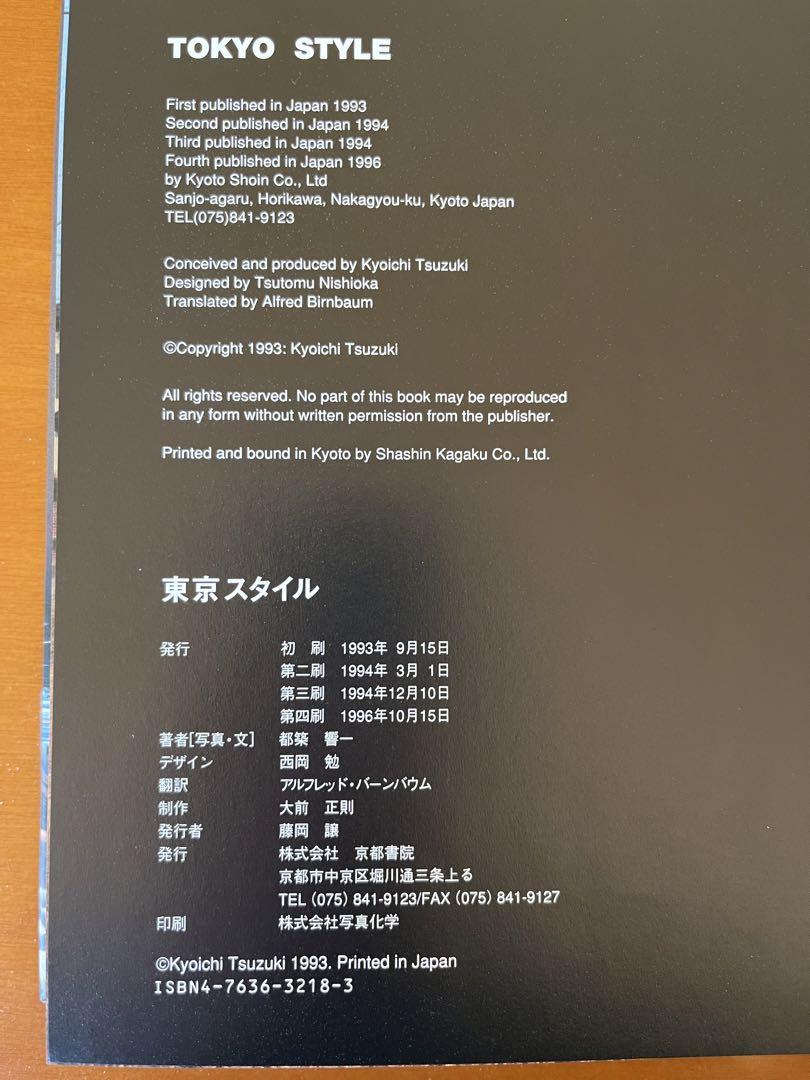 TOKYO STYLE
First published in Japan 1993
Second published in Japan 1994
Third published in Japan 1994
Fourth published in Japan 1996
by Kyoto Shoin Co., Ltd
Sanjo-agaru, Horikawa, Nakagyou-ku, Kyoto Japan
TEL(075)841-9123
Conceived and produced by Kyoichi Tsuzuki
Designed by Tsutomu Nishioka
Translated by Alfred Birnbaum
©Copyright 1993: Kyoichi Tsuzuki
All rights reserved. No part of this book may be reproduced
in any form without written permission from the publisher.
Printed and bound in Kyoto by Shashin Kagaku Co., Ltd.
東京スタイル
発行 初 刷 1993年 9月15日
第二刷 1994年 3月 1日
第三刷 1994年12月10日
第四刷 1996年10月15日
著者[写真・文] 都築 響一
デザイン 西岡 勉
翻訳 アルフレッド・バーンバウム
制作 大前 正則
発行者 藤岡 譲
発行 株式会社 京都書院
京都市中京区堀川通三条上る
TEL (075) 841-9123/FAX (075) 841-9127
印刷 株式会社写真化学
©Kyoichi Tsuzuki 1993. Printed in Japan
ISBN4-7636-3218-3